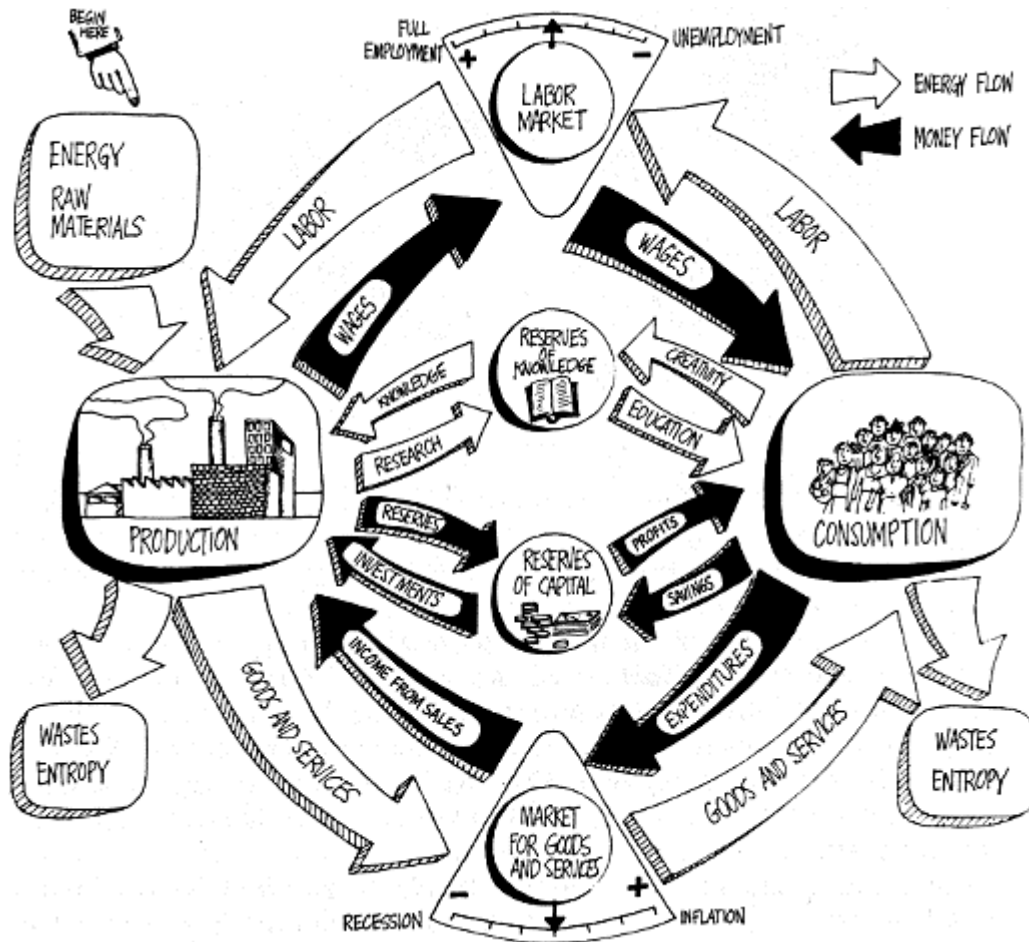 BEGIN
HERE
FULL
EMPLOYMENT
UNEMPLOYMENT
+
−
LABOR
MARKET
ENERGY FLOW
MONEY FLOW
ENERGY
RAW
MATERIALS
LABOR
WAGES
WAGES
LABOR
RESERVES
OF
KNOWLEDGE
KNOWLEDGE
RESEARCH
CREATIVITY
EDUCATION
PRODUCTION
CONSUMPTION
RESERVES
INVESTMENTS
RESERVES
OF CAPITAL
PROFITS
SAVINGS
INCOME FROM SALES
EXPENDITURES
GOODS AND SERVICES
GOODS AND SERVICES
WASTES
ENTROPY
WASTES
ENTROPY
MARKET
FOR GOODS
AND SERVICES
−
+
RECESSION
INFLATION